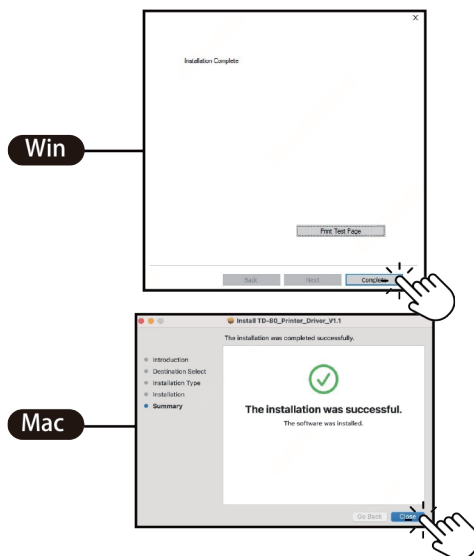 X
Installation Complete
Win
Print Test Page
Back Next Complete
Install TD-80_Printer_Driver_V1.1
The installation was completed successfully.
Introduction
Destination Select
Installation Type
Installation
Summary
The installation was successful.
The software was installed.
Mac
Go Back Close